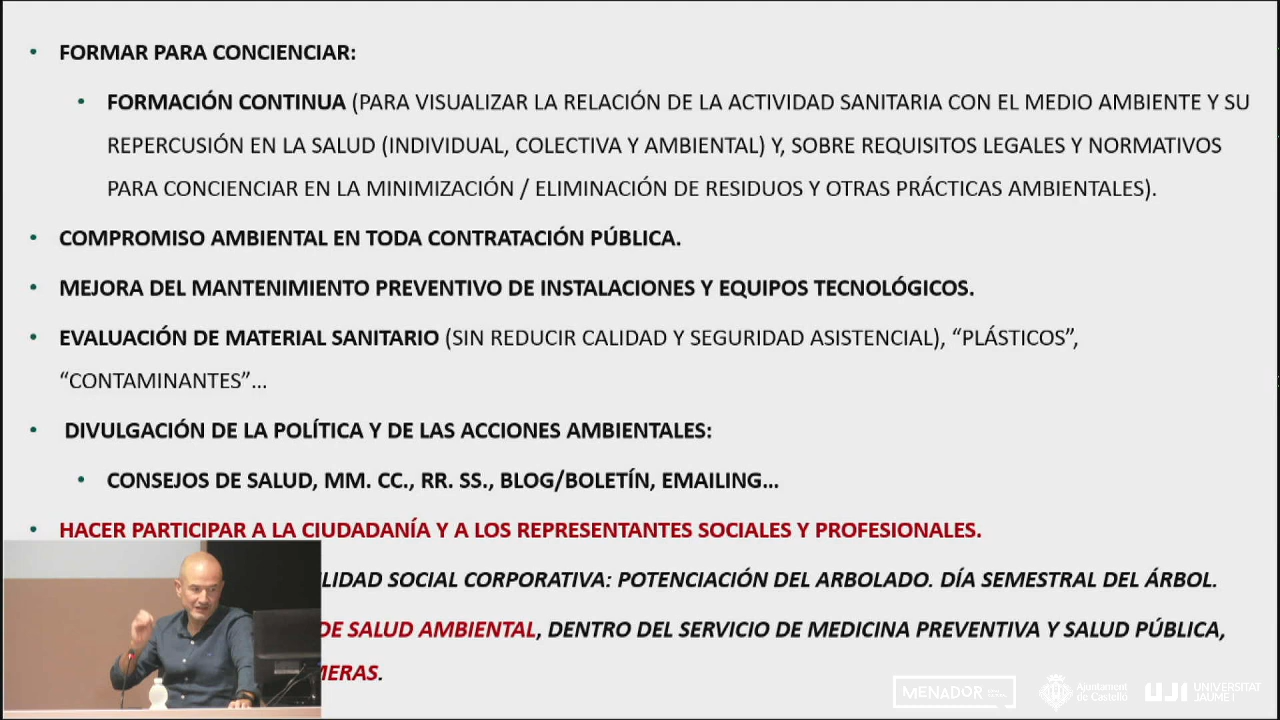 • FORMAR PARA CONCIENCIAR:
• FORMACIÓN CONTINUA (PARA VISUALIZAR LA RELACIÓN DE LA ACTIVIDAD SANITARIA CON EL MEDIO AMBIENTE Y SU
REPERCUSIÓN EN LA SALUD (INDIVIDUAL, COLECTIVA Y AMBIENTAL) Y, SOBRE REQUISITOS LEGALES Y NORMATIVOS
PARA CONCIENCIAR EN LA MINIMIZACIÓN / ELIMINACIÓN DE RESIDUOS Y OTRAS PRÁCTICAS AMBIENTALES).
• COMPROMISO AMBIENTAL EN TODA CONTRATACIÓN PÚBLICA.
• MEJORA DEL MANTENIMIENTO PREVENTIVO DE INSTALACIONES Y EQUIPOS TECNOLÓGICOS.
• EVALUACIÓN DE MATERIAL SANITARIO (SIN REDUCIR CALIDAD Y SEGURIDAD ASISTENCIAL), “PLÁSTICOS”,
“CONTAMINANTES”...
• DIVULGACIÓN DE LA POLÍTICA Y DE LAS ACCIONES AMBIENTALES:
• CONSEJOS DE SALUD, MM. CC., RR. SS., BLOG/BOLETÍN, EMAILING...
• HACER PARTICIPAR A LA CIUDADANÍA Y A LOS REPRESENTANTES SOCIALES Y PROFESIONALES.
ILIDAD SOCIAL CORPORATIVA: POTENCIACIÓN DEL ARBOLADO. DÍA SEMESTRAL DEL ÁRBOL.
DE SALUD AMBIENTAL, DENTRO DEL SERVICIO DE MEDICINA PREVENTIVA Y SALUD PÚBLICA,
MERAS.
MENADOR
Ajuntament
de Castelló
UJI UNIVERSITAT
JAUME I